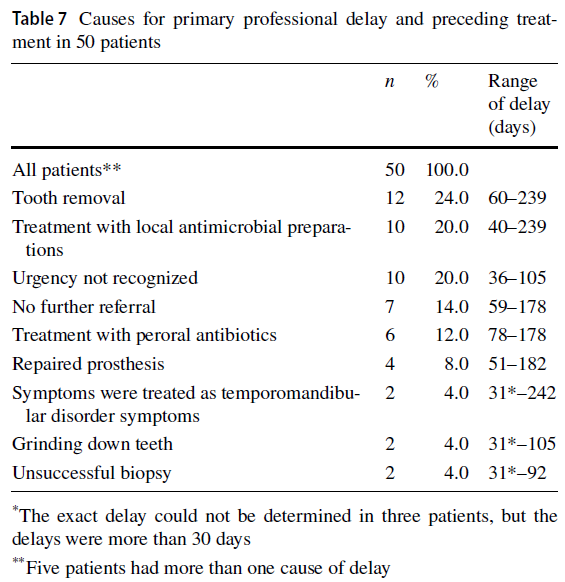 Table 7 Causes for primary professional delay and preceding treat-
ment in 50 patients
n % Range
of delay
(days)
All patients** 50 100.0
Tooth removal 12 24.0 60–239
Treatment with local antimicrobial prepara- 10 20.0 40–239
tions
Urgency not recognized 10 20.0 36–105
No further referral 7 14.0 59–178
Treatment with peroral antibiotics 6 12.0 78–178
Repaired prosthesis 4 8.0 51–182
Symptoms were treated as temporomandibu- 2 4.0 31*–242
lar disorder symptoms
Grinding down teeth 2 4.0 31*–105
Unsuccessful biopsy 2 4.0 31*–92
*The exact delay could not be determined in three patients, but the
delays were more than 30 days
**Five patients had more than one cause of delay